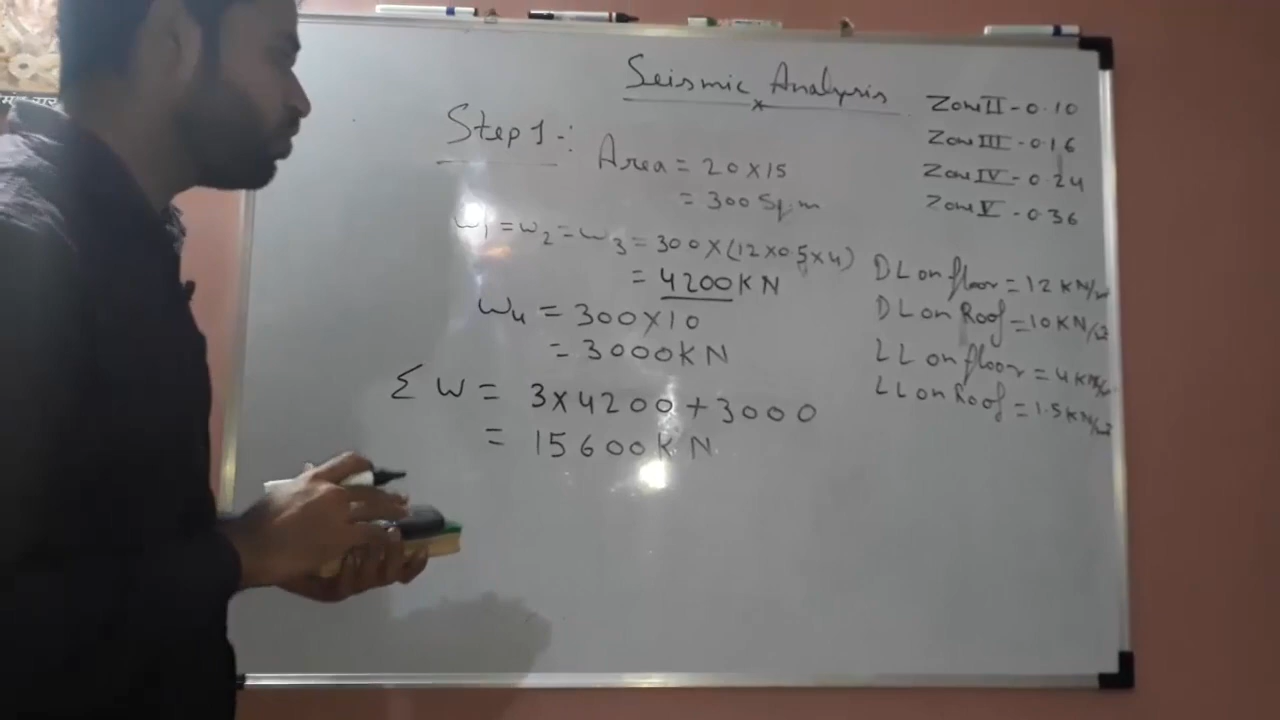 Seismic Analysis
Step 1 -:
Area = 20 x 15
= 300 Sq.m
W1 = W2 = W3 = 300 x (12 x 0.5 x 4)
= 4200 KN
W4 = 300 x 10
= 3000 KN
Σ W = 3 x 4200 + 3000
= 15600 KN
Zone II - 0.10
Zone III - 0.16
Zone IV - 0.24
Zone V - 0.36
DL on floor = 12 KN/
DL on Roof = 10 KN/m2
LL on floor = 4 KN/
LL on Roof = 1.5 KN/m2